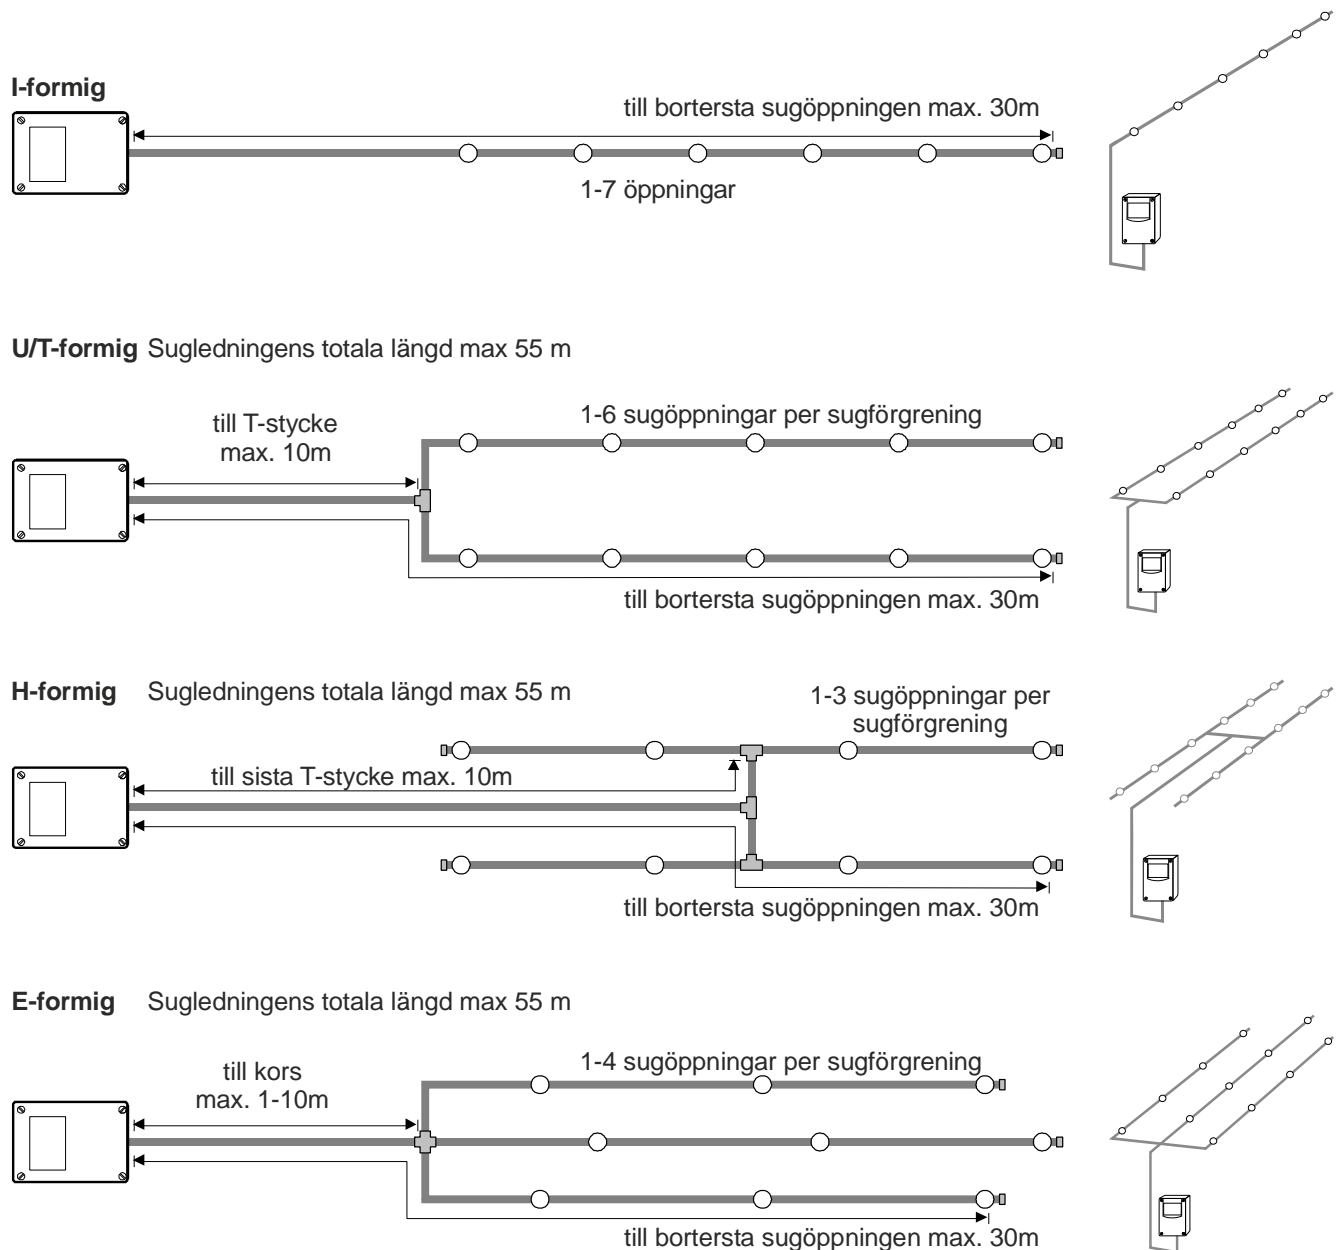 I-formig
till bortersta sugöppningen max. 30m
1-7 öppningar
U/T-formig Sugledningens totala längd max 55 m
till T-stycke
max. 10m
1-6 sugöppningar per sugförgrening
till bortersta sugöppningen max. 30m
H-formig Sugledningens totala längd max 55 m
1-3 sugöppningar per
sugförgrening
till sista T-stycke max. 10m
till bortersta sugöppningen max. 30m
E-formig Sugledningens totala längd max 55 m
till kors
max. 1-10m
1-4 sugöppningar per sugförgrening
till bortersta sugöppningen max. 30m